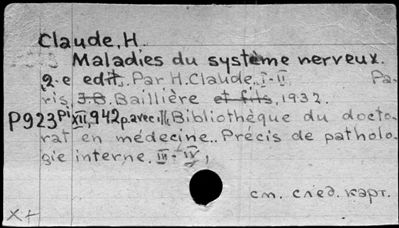 Claude, H.
Maladies du système nerveux.
2.e edit. Par H. Claude. I-II. Pa-
ris, J.B. Baillière et fils, 1932.
XII, 942 p. avec ill. (Bibliothèque du docto-
P923
rat en médecine.. Précis de patholo-
gie interne. III-IV)
см. след. карт.
X+